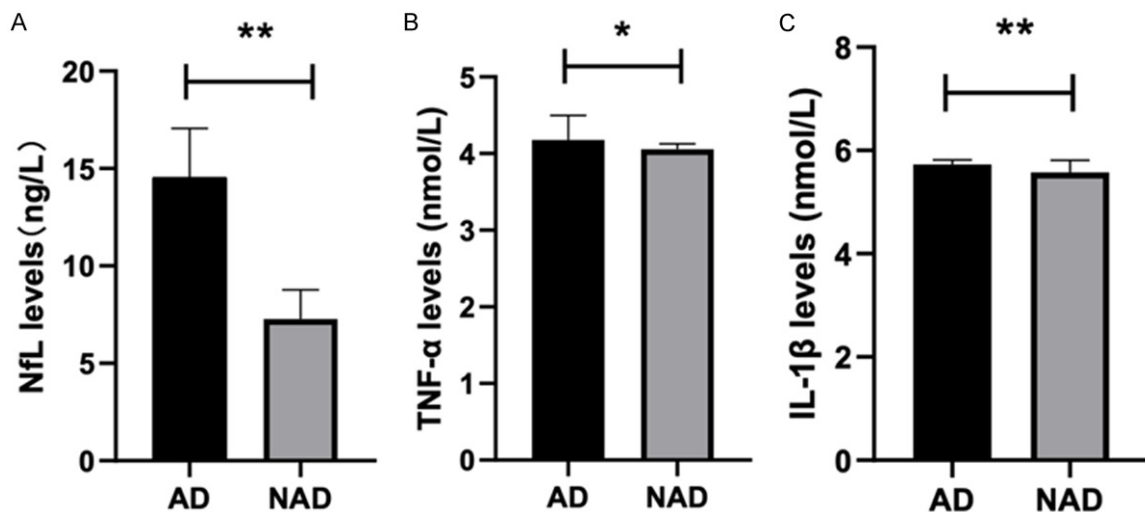 A
**
NfL levels（ng/L）
20
15
10
5
0
AD NAD
B
*
TNF-α levels (nmol/L)
5
4
3
2
1
0
AD NAD
C
**
IL-1β levels (nmol/L)
8
6
4
2
0
AD NAD